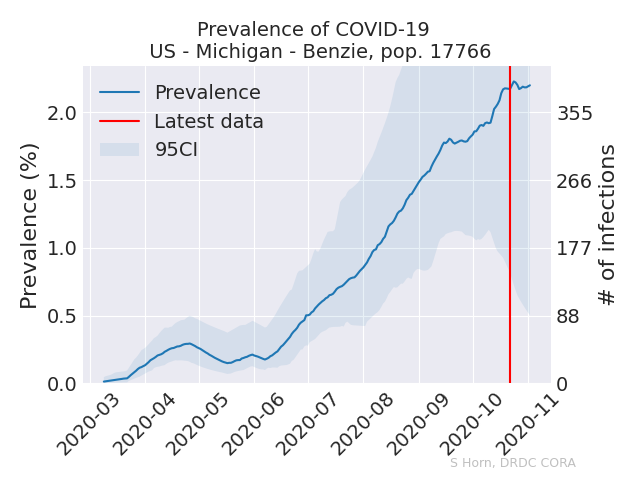 Prevalence of COVID-19
US - Michigan - Benzie, pop. 17766
Prevalence
Latest data
95CI
Prevalence (%)
2.0
1.5
1.0
0.5
0.0
# of infections
355
266
177
88
0
2020-03
2020-04
2020-05
2020-06
2020-07
2020-08
2020-09
2020-10
2020-11
S Horn, DRDC CORA